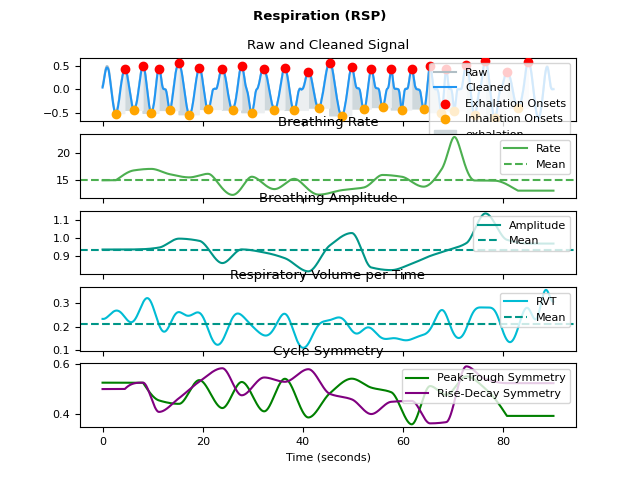 Respiration (RSP)
Raw and Cleaned Signal
0.5
0.0
−0.5
Raw
Cleaned
Exhalation Onsets
Inhalation Onsets
exhalation
Breathing Rate
20
15
Rate
Mean
Breathing Amplitude
1.1
1.0
0.9
Amplitude
Mean
Respiratory Volume per Time
0.3
0.2
0.1
RVT
Mean
Cycle Symmetry
0.6
0.4
Peak-Trough Symmetry
Rise-Decay Symmetry
0
20
40
60
80
Time (seconds)